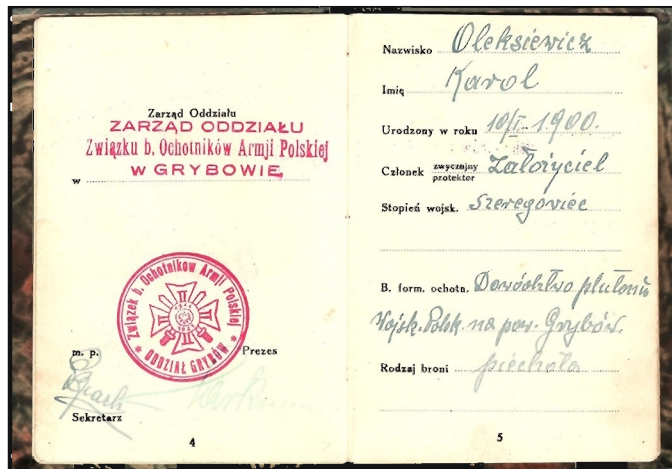 Zarząd Oddziału
ZARZĄD ODDZIAŁU
Związku b. Ochotników Armji Polskiej
w W GRYBOWIE
Związek b. Ochotników Armji Polskiej
* ODDZIAŁ GRYBÓW *
m. p. Prezes
Sekretarz
4
Nazwisko Oleksiewicz
Imię Karol
Urodzony w roku 10/I-1900.
Członek zwyczajny
protektor Założyciel
Stopień wojsk. Szeregowiec
B. form. ochotn. Dowództwo plutonu
Wojsk. Polsk. na pow. Grybów.
Rodzaj broni piechota
5